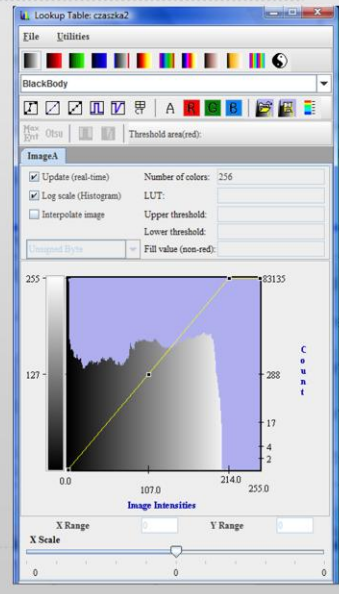 Lookup Table: czaszka2
File Utilities
BlackBody
A R G B
Max Ent Otsu Threshold area(red):
ImageA
Update (real-time) Number of colors: 256
Log scale (Histogram) LUT:
Interpolate image Upper threshold:
Lower threshold:
Unsigned Byte Fill value (non-red):
255 83135
127 288
17
4
2
Count
0.0 107.0 214.0 255.0
Image Intensities
X Range 0 Y Range 0
X Scale
0 0 0